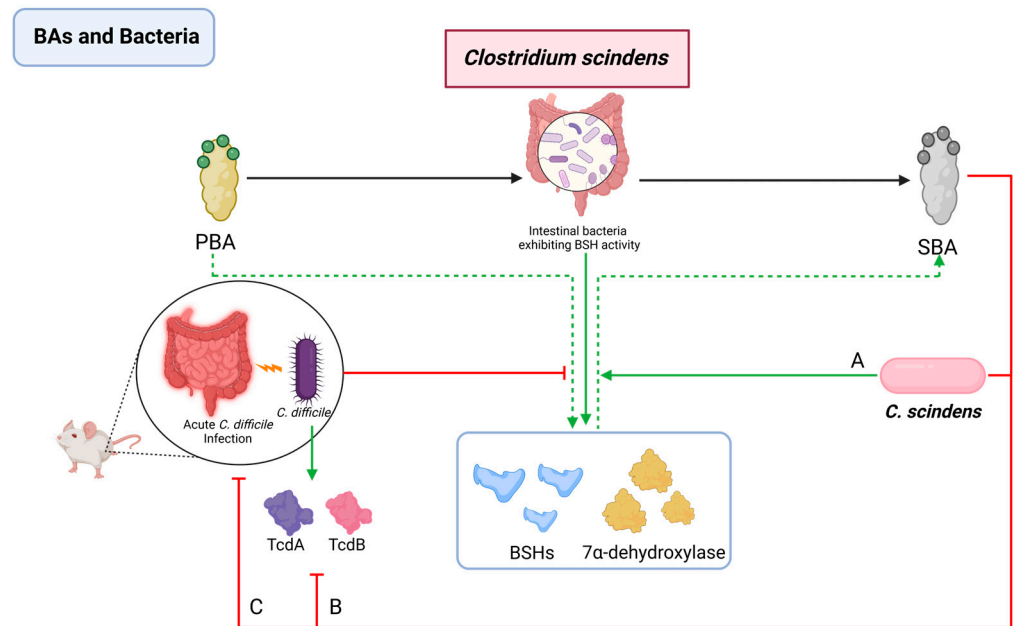 BAs and Bacteria
Clostridium scindens
PBA
Intestinal bacteria
exhibiting BSH activity
SBA
A
C. scindens
C. difficile
Acute C. difficile
Infection
TcdA
TcdB
BSHs
7α-dehydroxylase
C
B